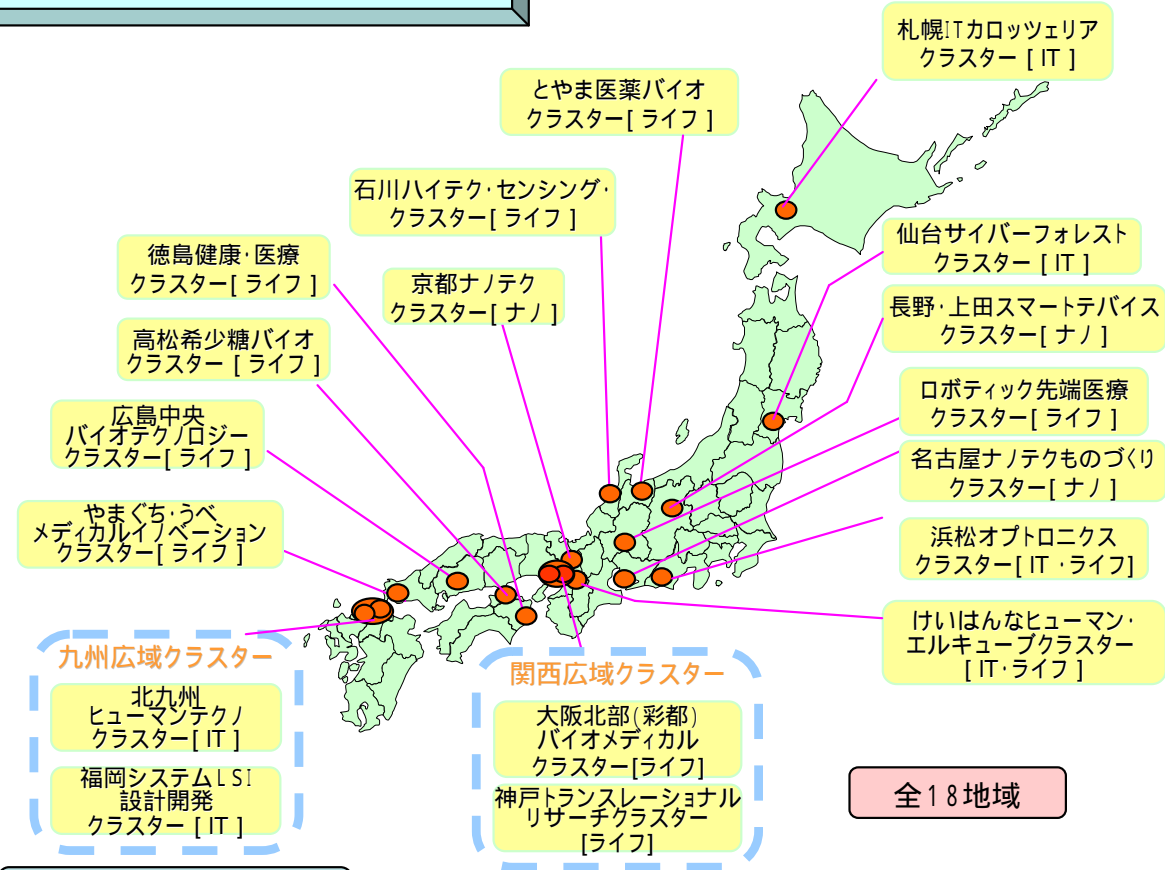 札幌ITカロッツェリア
クラスター [ IT ]
とやま医薬バイオ
クラスター[ ライフ ]
石川ハイテク・センシング・
クラスター[ ライフ ]
仙台サイバーフォレスト
クラスター [ IT ]
徳島健康・医療
クラスター[ ライフ ]
京都ナノテク
クラスター[ ナノ ]
長野・上田スマートデバイス
クラスター[ ナノ ]
高松希少糖バイオ
クラスター [ ライフ ]
ロボティック先端医療
クラスター[ ライフ ]
広島中央
バイオテクノロジー
クラスター[ ライフ ]
名古屋ナノテクものづくり
クラスター[ ナノ ]
やまぐち・うべ
メディカルイノベーション
クラスター[ ライフ ]
浜松オプトロニクス
クラスター[ IT ・ライフ]
けいはんなヒューマン・
エルキューブクラスター
[ IT・ライフ ]
九州広域クラスター
北九州
ヒューマンテクノ
クラスター[ IT ]
福岡システムLSI
設計開発
クラスター [ IT ]
関西広域クラスター
大阪北部(彩都)
バイオメディカル
クラスター[ライフ]
神戸トランスレーショナル
リサーチクラスター
[ライフ]
全18地域